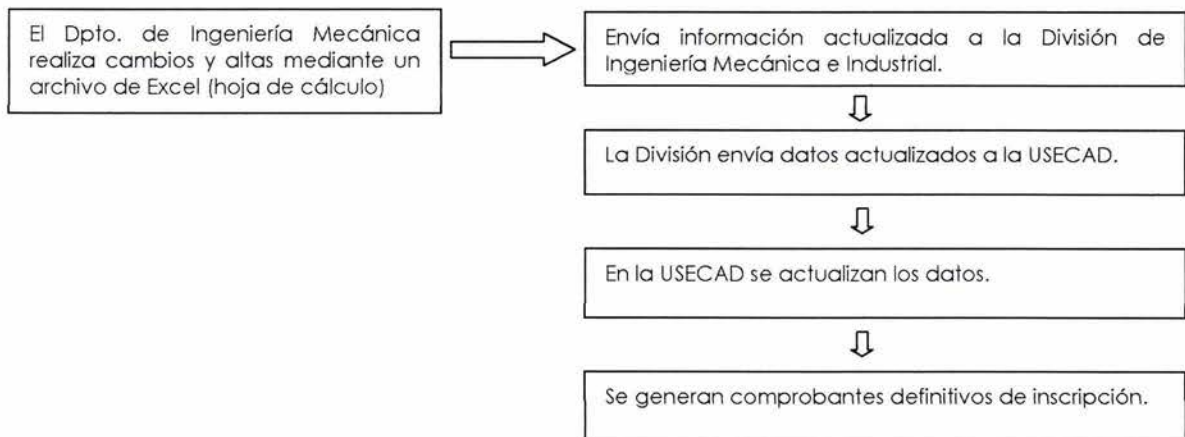 El Dpto. de Ingeniería Mecánica
realiza cambios y altas mediante un
archivo de Excel (hoja de cálculo)
Envía información actualizada a la División de
Ingeniería Mecánica e Industrial.
La División envía datos actualizados a la USECAD.
En la USECAD se actualizan los datos.
Se generan comprobantes definitivos de inscripción.